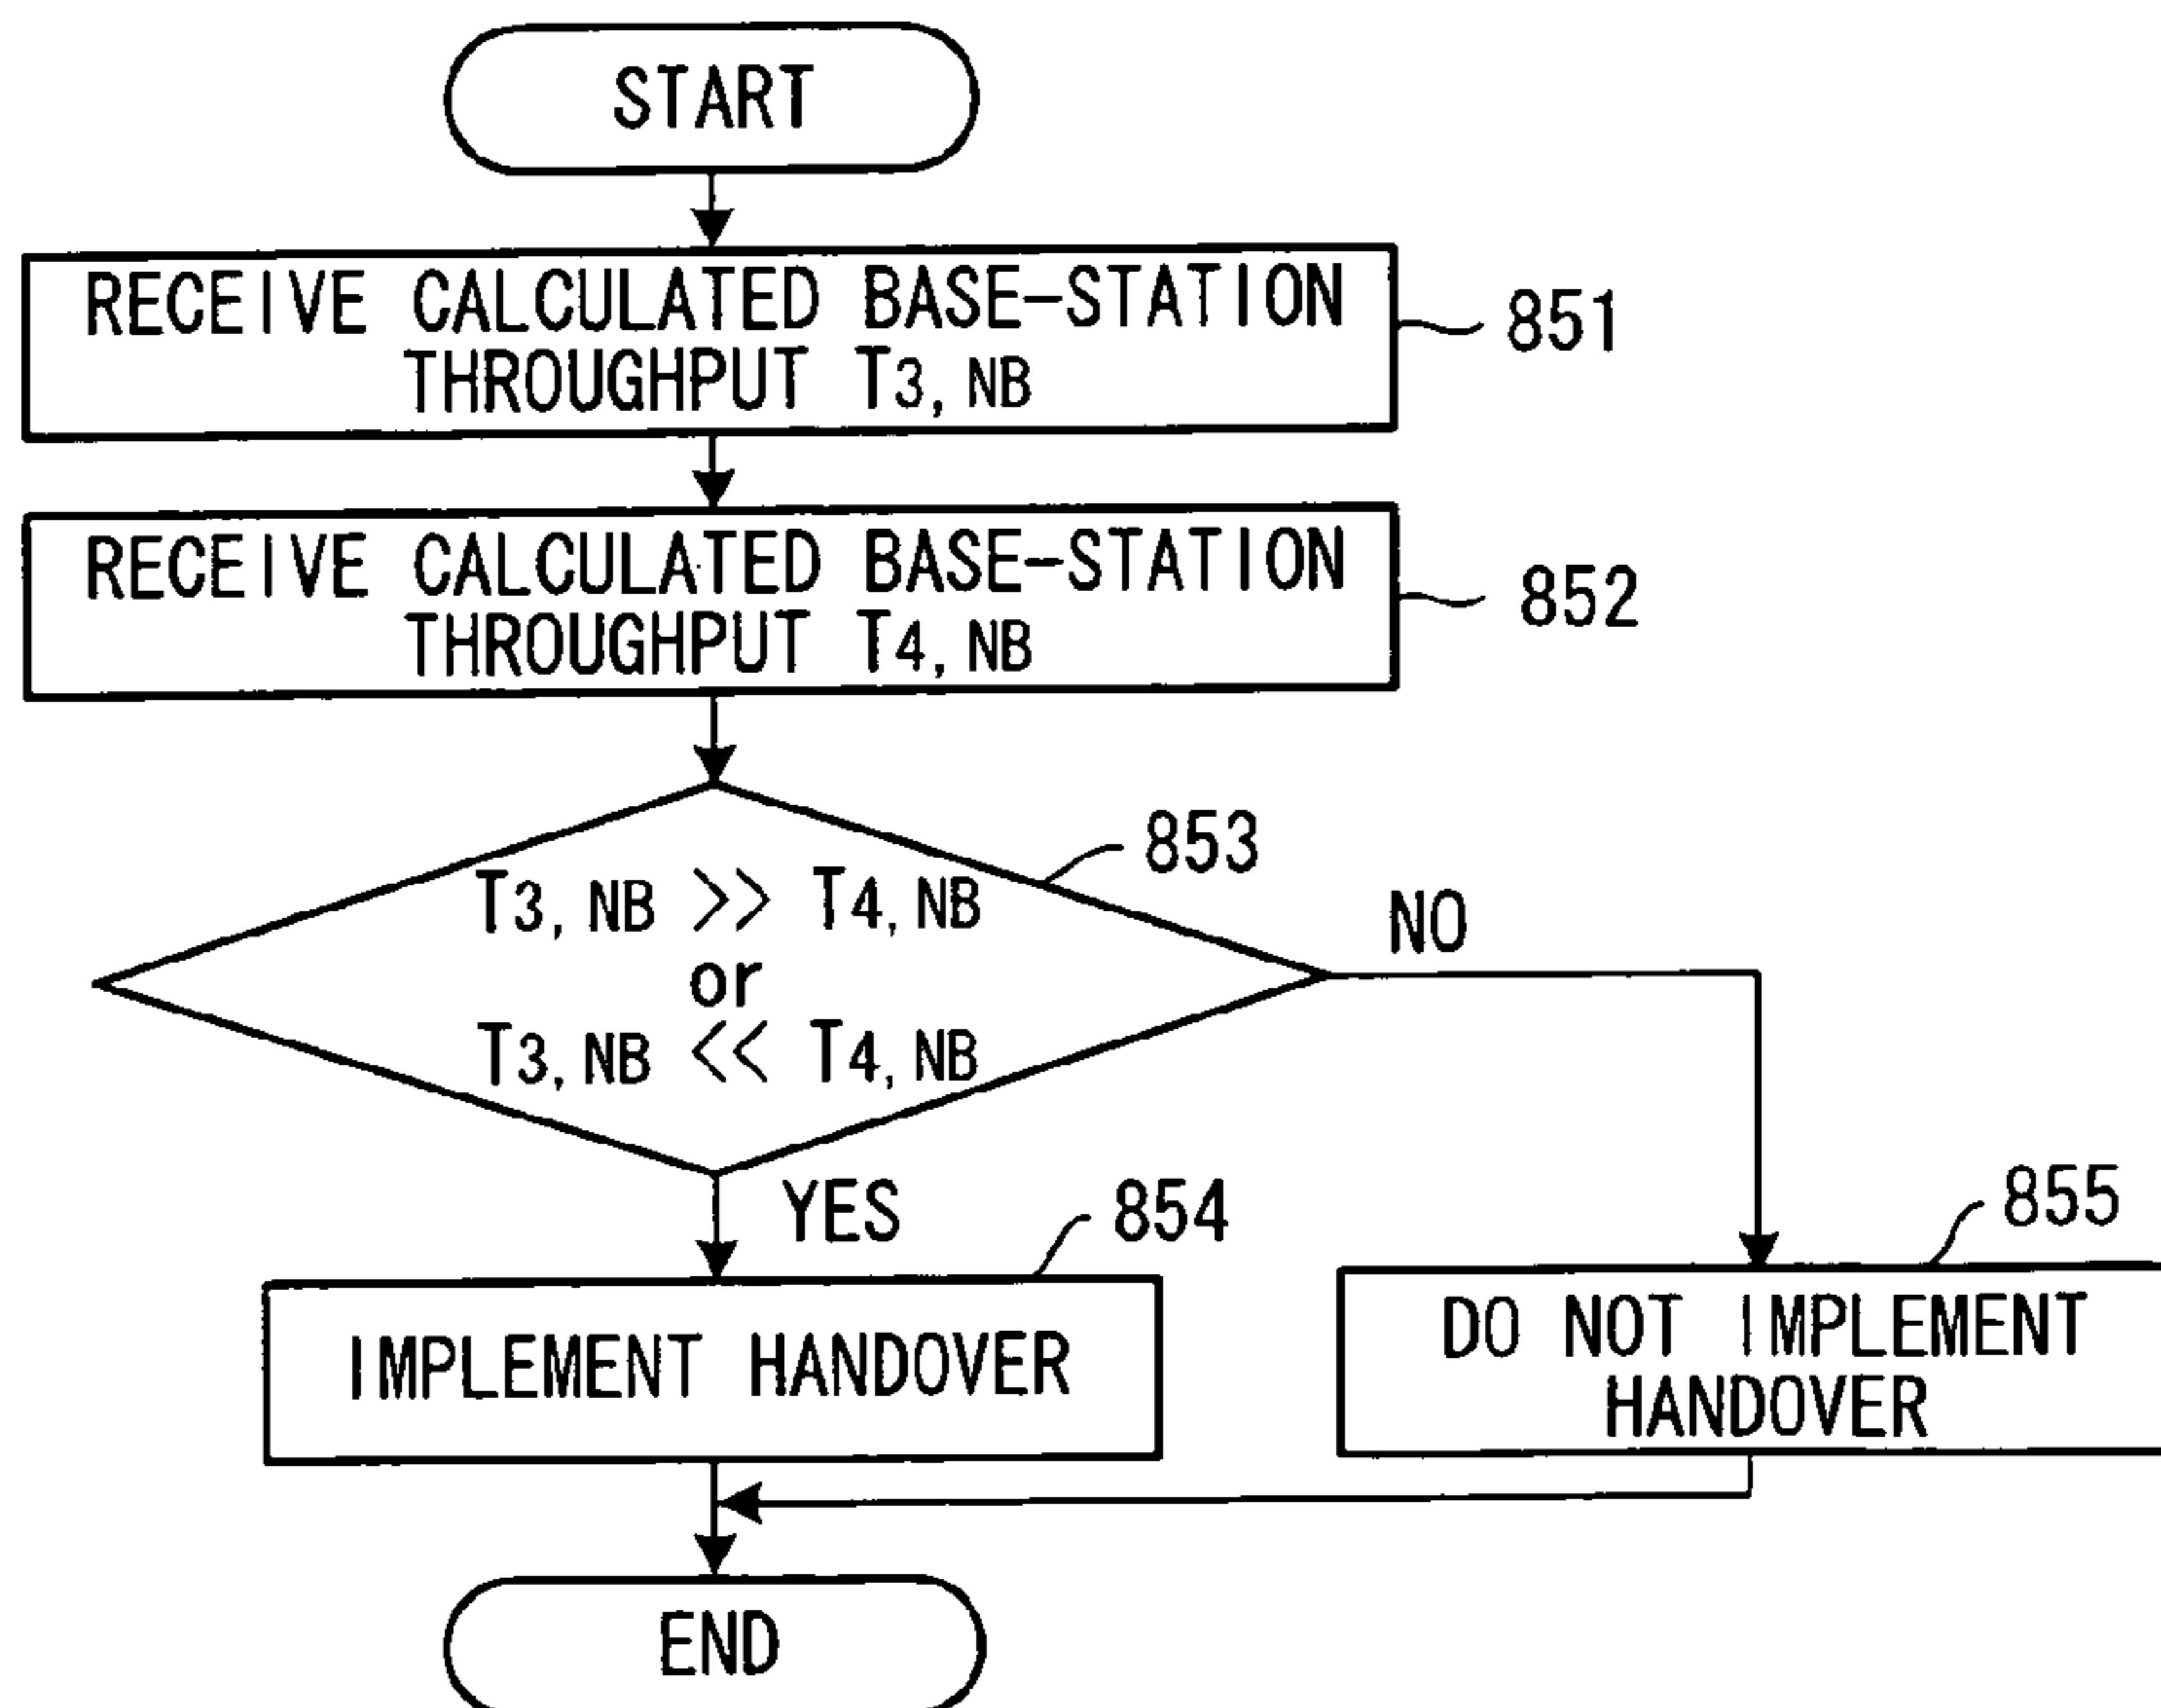 START
RECEIVE CALCULATED BASE-STATION
THROUGHPUT T3, NB
851
RECEIVE CALCULATED BASE-STATION
THROUGHPUT T4, NB
852
853
T3, NB >> T4, NB
or
T3, NB << T4, NB
NO
YES
854
855
IMPLEMENT HANDOVER
DO NOT IMPLEMENT
HANDOVER
END